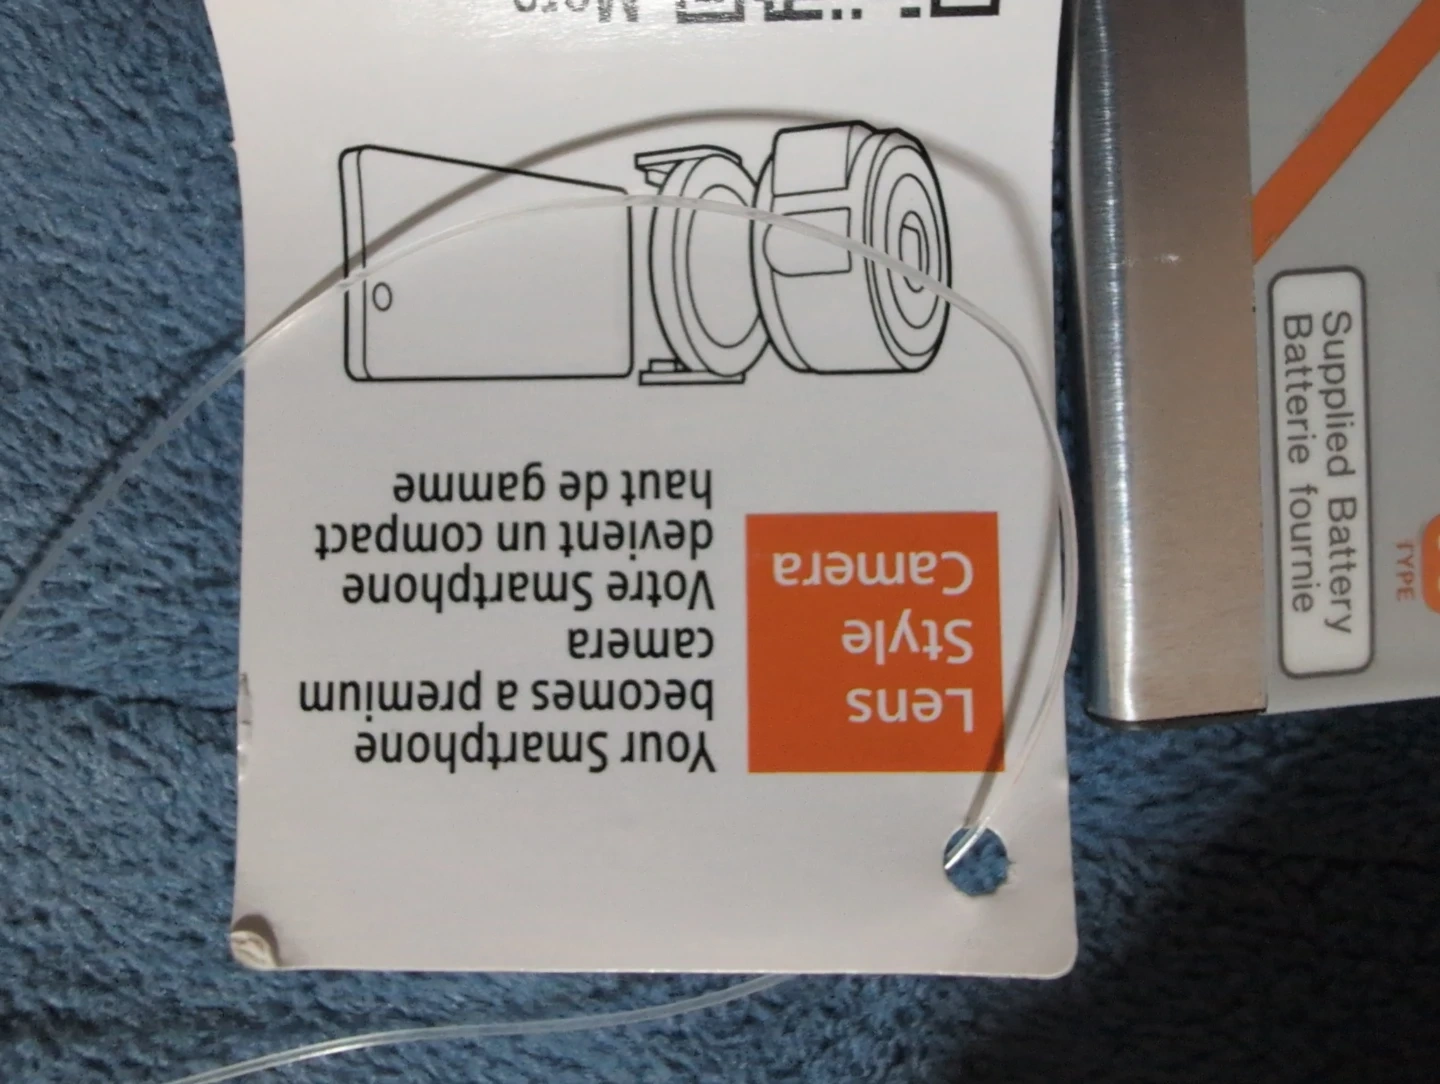 Lens
Style
Camera
Your Smartphone
becomes a premium
camera
Votre Smartphone
devient un compact
haut de gamme
Supplied Battery
Batterie fournie
TYPE